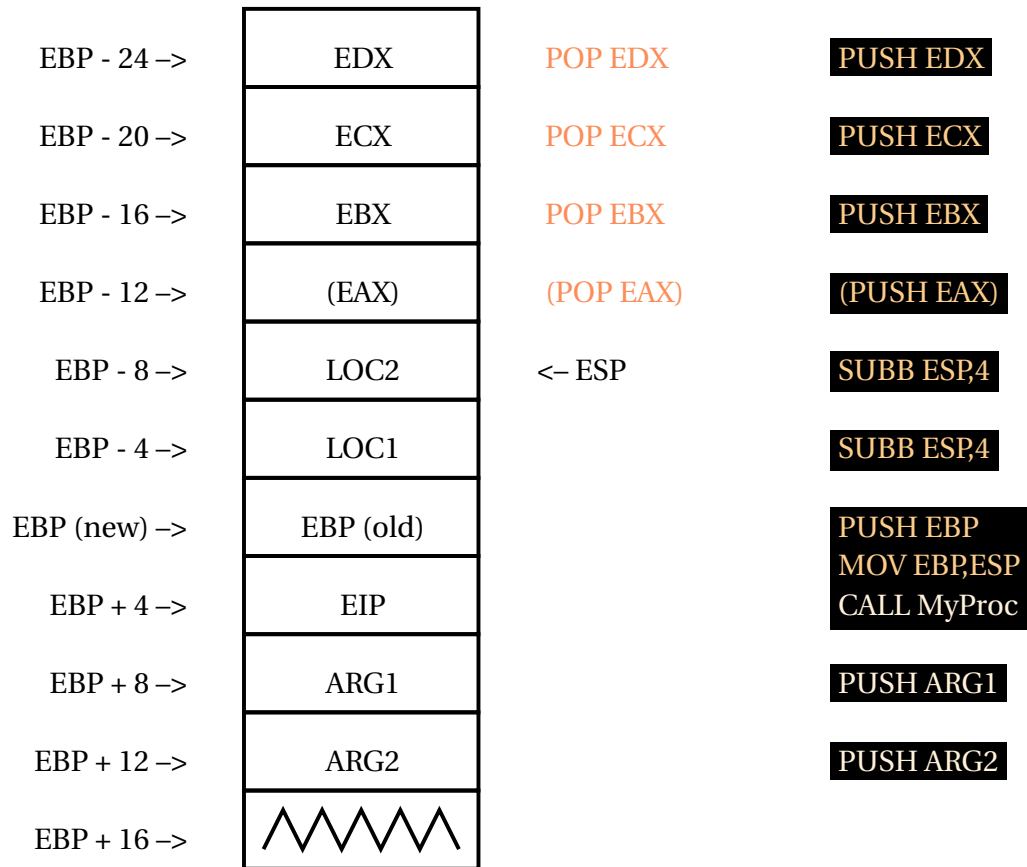 EBP - 24 –> EDX POP EDX PUSH EDX
EBP - 20 –> ECX POP ECX PUSH ECX
EBP - 16 –> EBX POP EBX PUSH EBX
EBP - 12 –> (EAX) (POP EAX) (PUSH EAX)
EBP - 8 –> LOC2 <– ESP SUBB ESP,4
EBP - 4 –> LOC1 SUBB ESP,4
EBP (new) –> EBP (old) PUSH EBP
MOV EBP,ESP
EBP + 4 –> EIP CALL MyProc
EBP + 8 –> ARG1 PUSH ARG1
EBP + 12 –> ARG2 PUSH ARG2
EBP + 16 –>